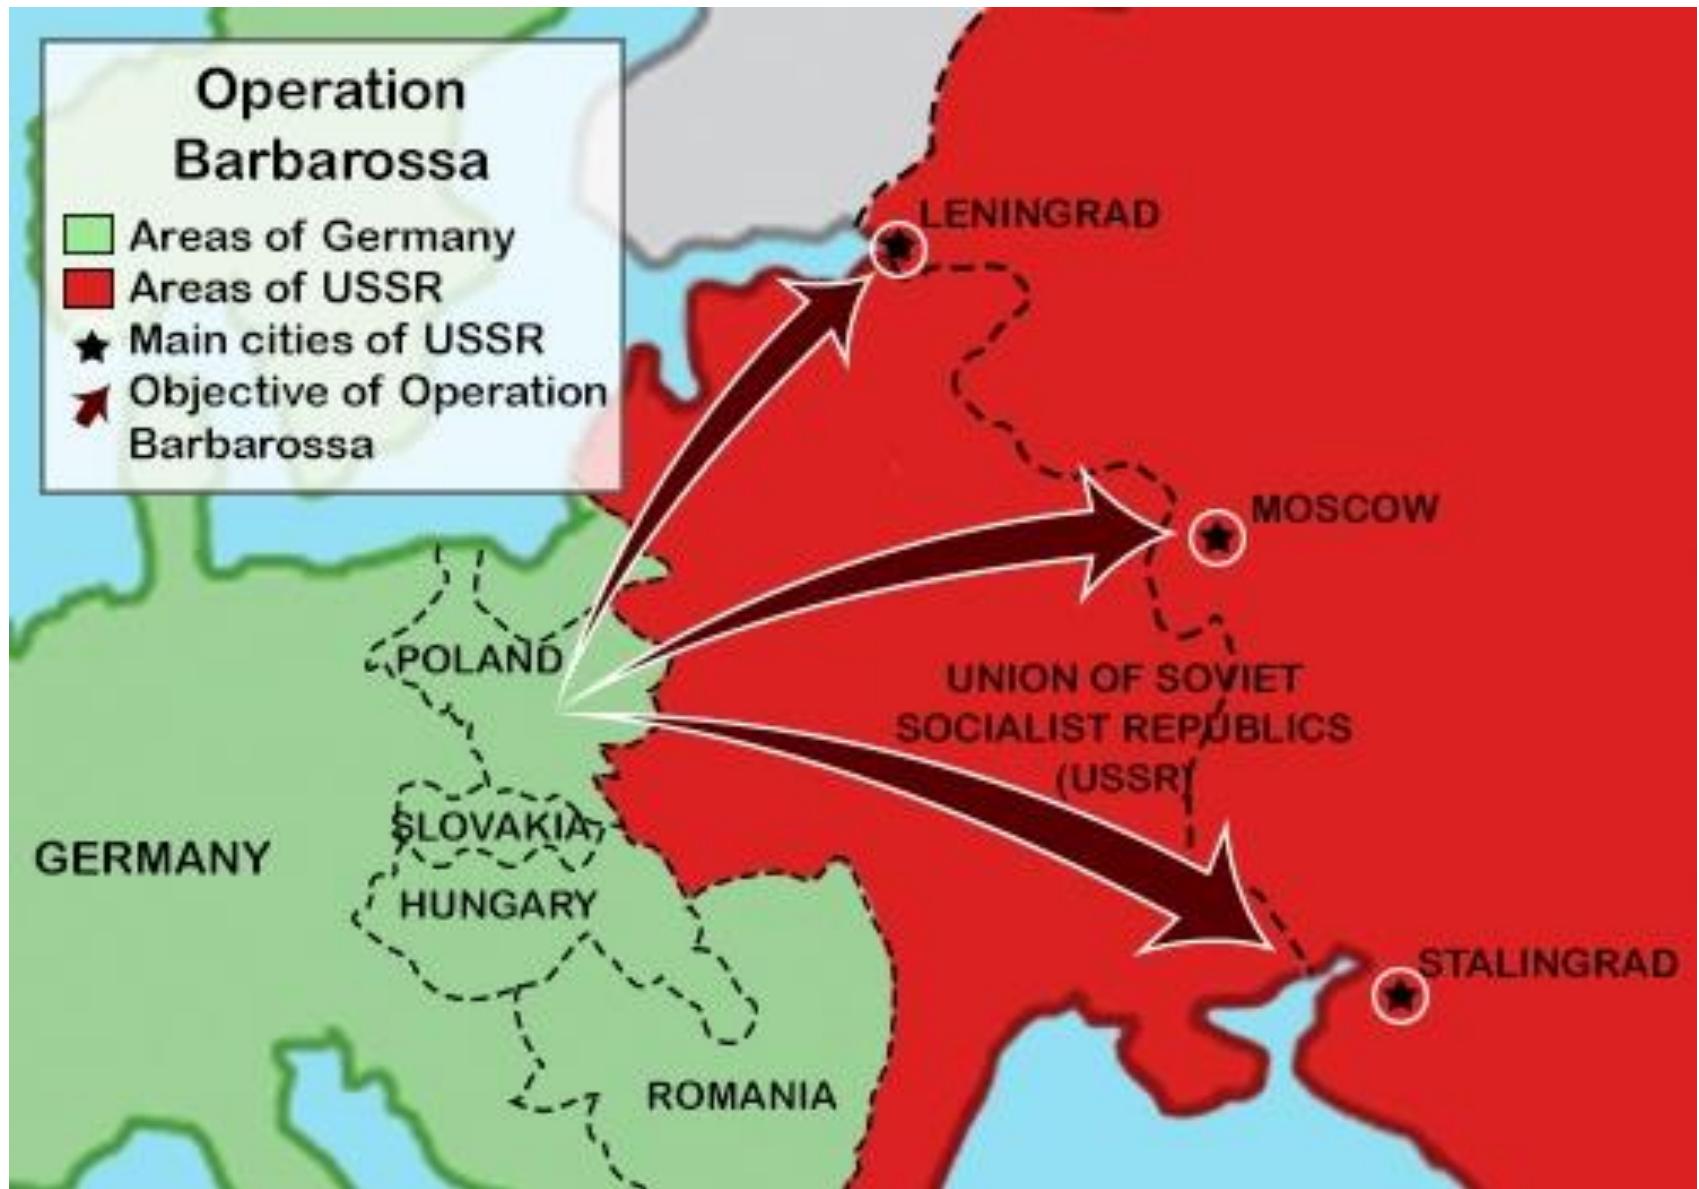 Operation
Barbarossa
Areas of Germany
Areas of USSR
Main cities of USSR
Objective of Operation
Barbarossa
LENINGRAD
MOSCOW
POLAND
UNION OF SOVIET
SOCIALIST REPUBLICS
(USSR)
SLOVAKIA
GERMANY
HUNGARY
STALINGRAD
ROMANIA